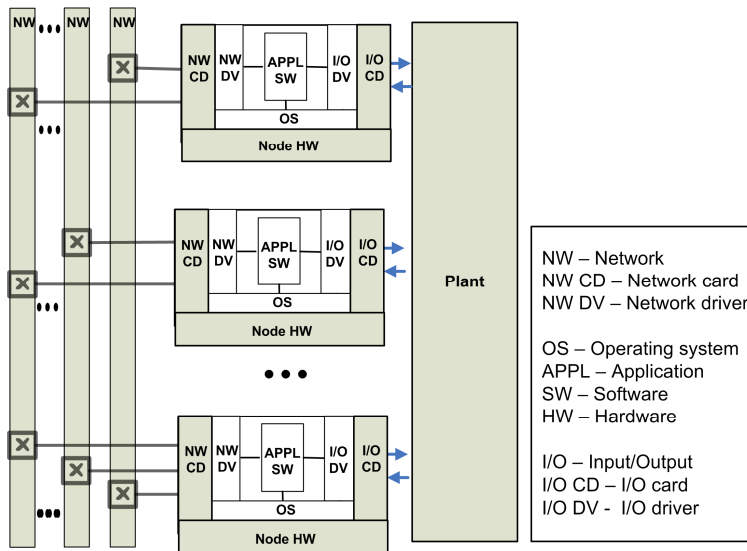 NW
NW
NW
NW
CD
NW
DV
APPL
SW
I/O
DV
I/O
CD
OS
Node HW
NW
CD
NW
DV
APPL
SW
I/O
DV
I/O
CD
OS
Node HW
NW
CD
NW
DV
APPL
SW
I/O
DV
I/O
CD
OS
Node HW
Plant
NW – Network
NW CD – Network card
NW DV – Network driver
OS – Operating system
APPL – Application
SW – Software
HW – Hardware
I/O – Input/Output
I/O CD – I/O card
I/O DV - I/O driver